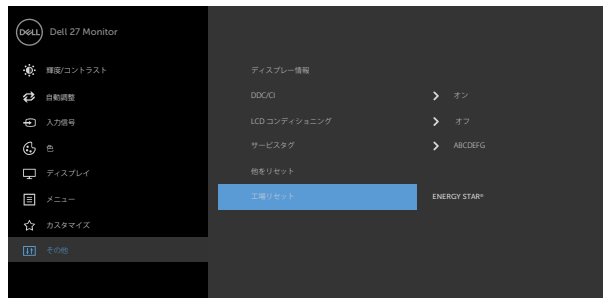 DELL Dell 27 Monitor
輝度/コントラスト
自動調整
入力信号
色
ディスプレイ
メニュー
カスタマイズ
その他
ディスプレー情報
DDC/CI オン
LCD コンディショニング オフ
サービスタグ ABCDEFG
他をリセット
工場リセット ENERGY STAR®